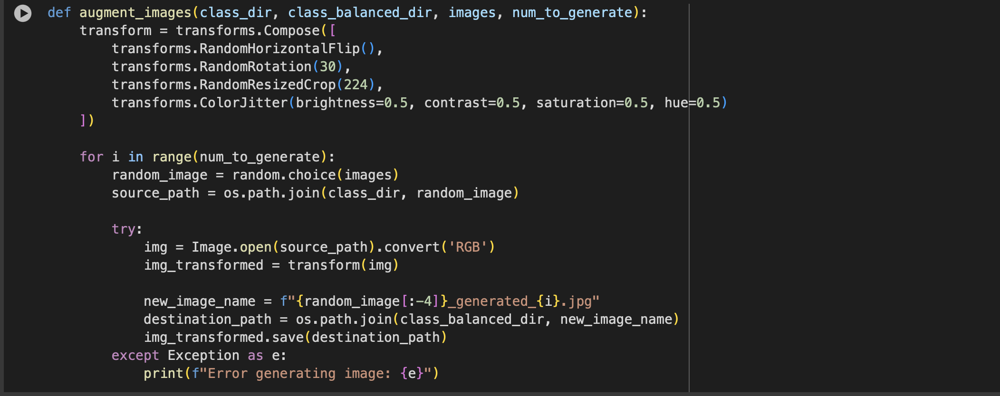 def augment_images(class_dir, class_balanced_dir, images, num_to_generate):
    transform = transforms.Compose([
        transforms.RandomHorizontalFlip(),
        transforms.RandomRotation(30),
        transforms.RandomResizedCrop(224),
        transforms.ColorJitter(brightness=0.5, contrast=0.5, saturation=0.5, hue=0.5)
    ])

    for i in range(num_to_generate):
        random_image = random.choice(images)
        source_path = os.path.join(class_dir, random_image)

        try:
            img = Image.open(source_path).convert('RGB')
            img_transformed = transform(img)

            new_image_name = f"{random_image[:-4]}_generated_{i}.jpg"
            destination_path = os.path.join(class_balanced_dir, new_image_name)
            img_transformed.save(destination_path)
        except Exception as e:
            print(f"Error generating image: {e}")